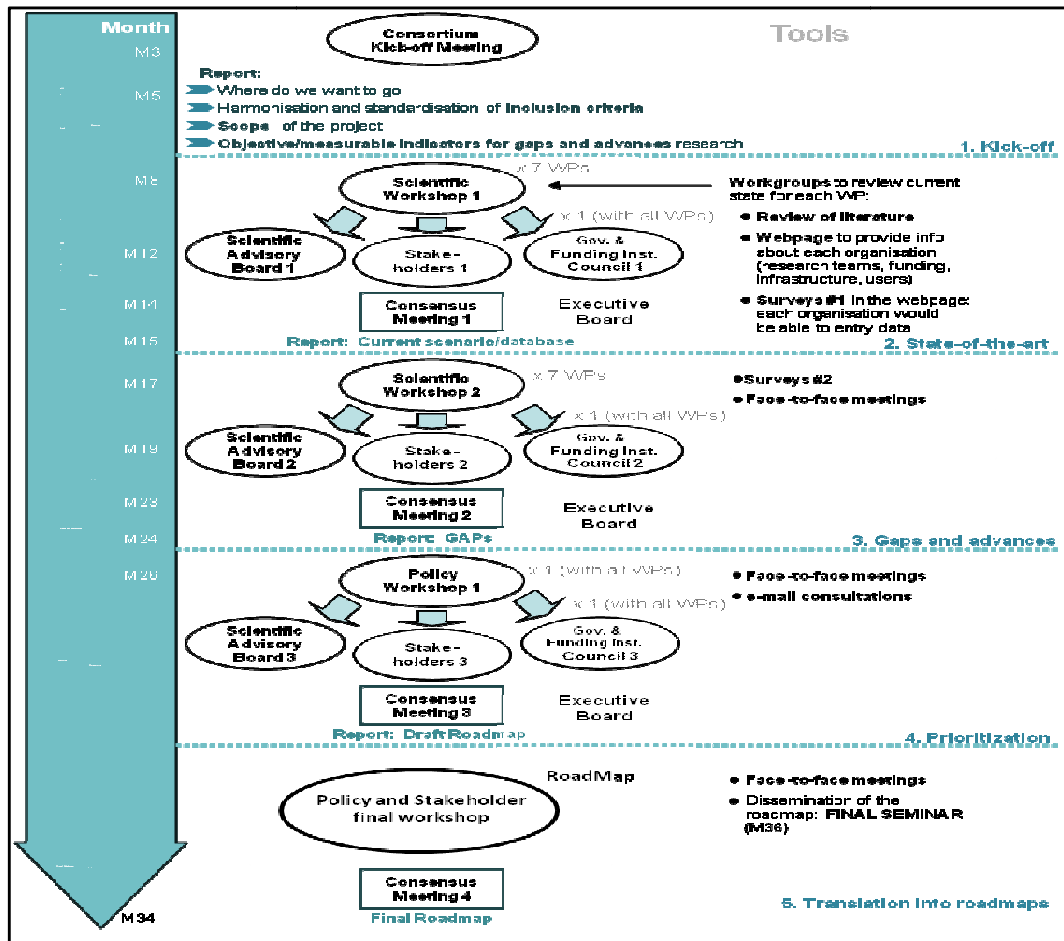 Month
Tools
M3
Consortium
Kick-off Meeting
Report:
M5
Where do we want to go
Harmonisation and standardisation of inclusion criteria
Scope of the project
Objective/measurable indicators for gaps and advances research
1. Kick-off
M8
Scientific
Workshop 1
x 7 WPs
Workgroups to review current
state for each WP:
x 1 (with all WPs)
Review of literature
M12
Scientific
Advisory
Board 1
Stake-
holders 1
Gov. &
Funding Inst.
Council 1
Webpage to provide info
about each organisation
(research teams, funding,
infrastructure, users)
M14
Consensus
Meeting 1
Executive
Board
Surveys #1 in the webpage:
each organisation would
be able to entry data
Report: Current scenario/database
2. State-of-the-art
M17
Scientific
Workshop 2
x 7 WPs
Surveys #2
Face-to-face meetings
x 1 (with all WPs)
M19
Scientific
Advisory
Board 2
Stake-
holders 2
Gov. &
Funding Inst.
Council 2
M23
Consensus
Meeting 2
Executive
Board
M24
Report: GAPs
3. Gaps and advances
Policy
Workshop 1
x 1 (with all WPs)
Face-to-face meetings
e-mail consultations
x 1 (with all WPs)
Scientific
Advisory
Board 3
Stake-
holders 3
Gov. &
Funding Inst.
Council 3
Consensus
Meeting 3
Executive
Board
Report: Draft Roadmap
4. Prioritization
RoadMap
Policy and Stakeholder
final workshop
Face-to-face meetings
Dissemination of the
roadmap: FINAL SEMINAR
(M36)
Consensus
Meeting 4
M34
Final Roadmap
5. Translation into roadmaps